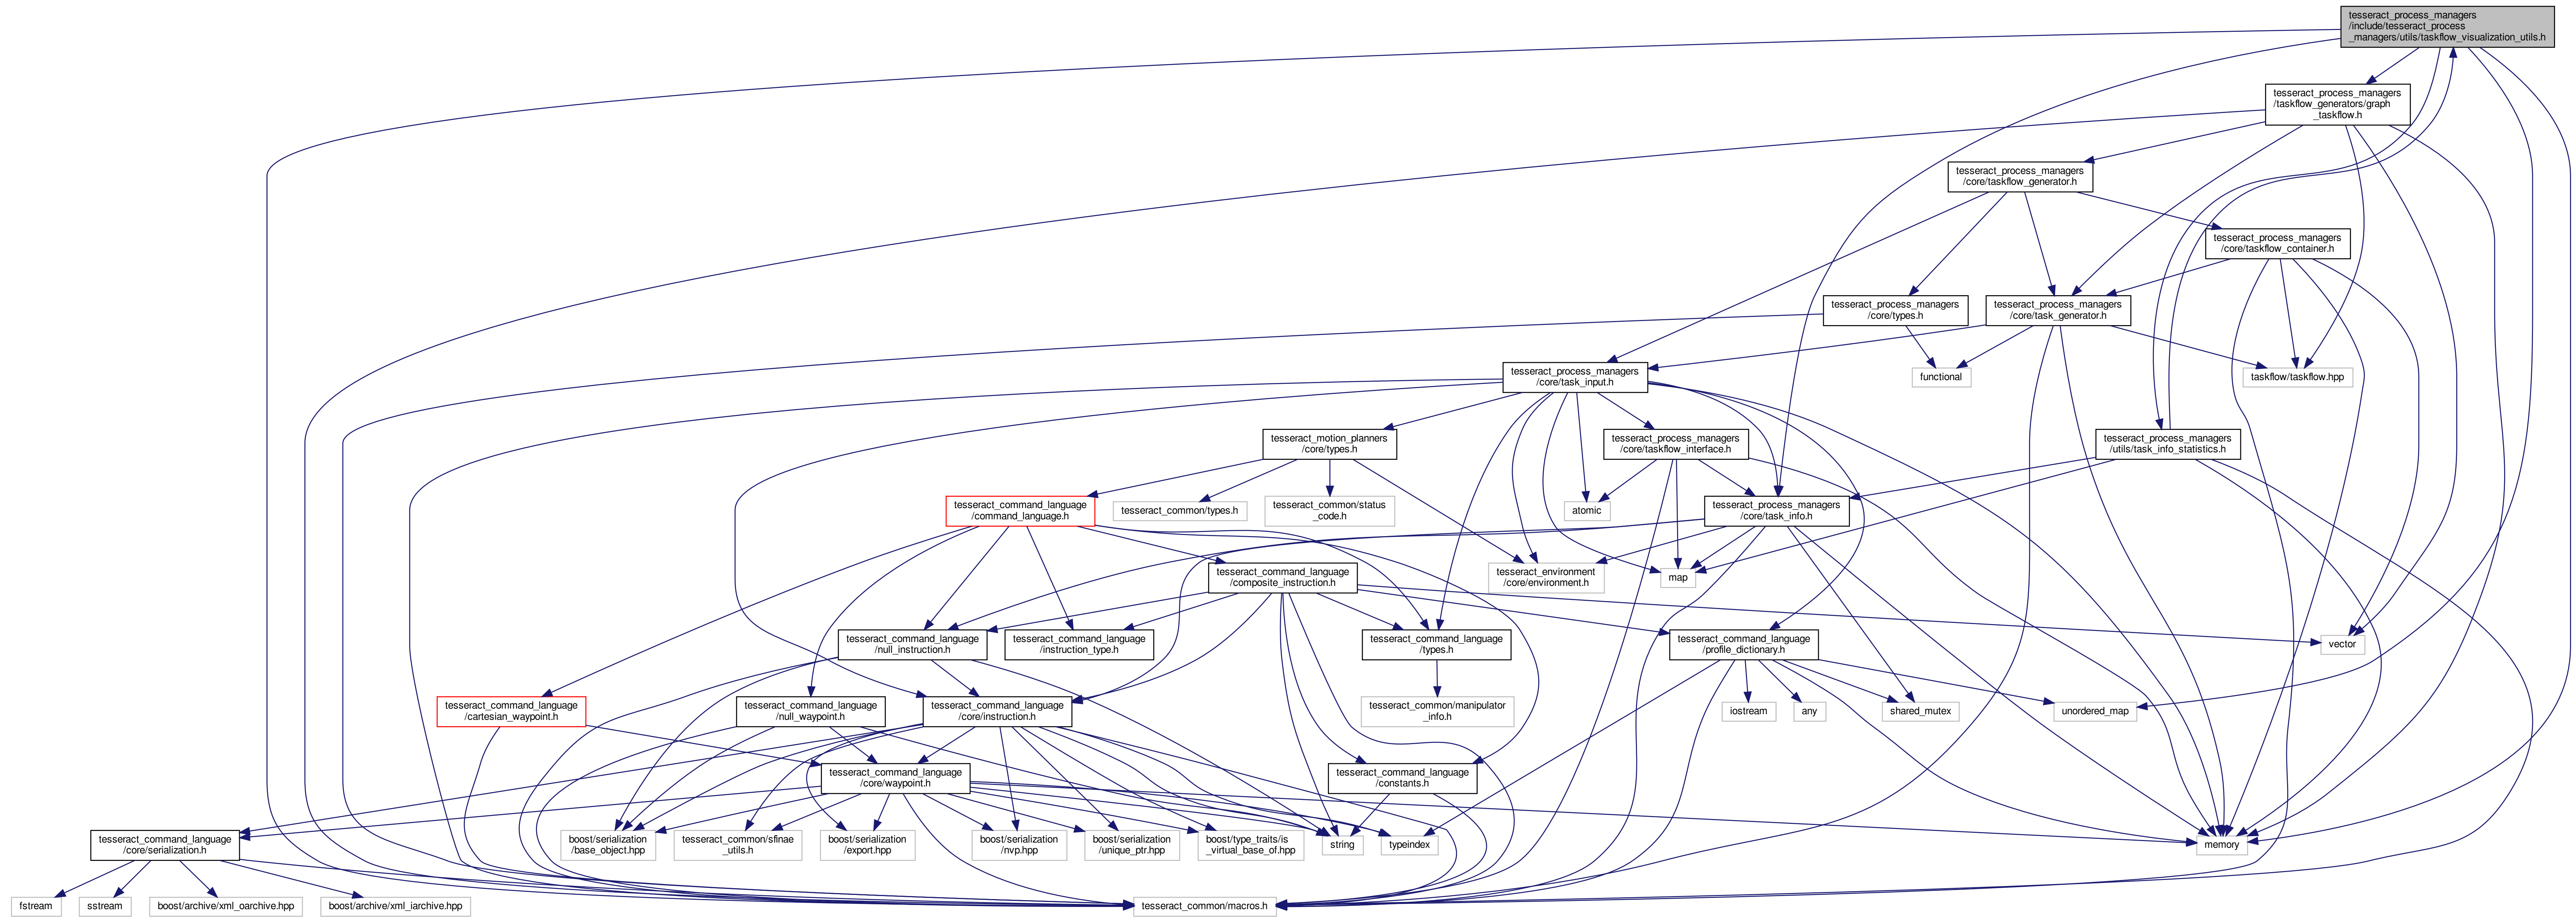 tesseract_process_managers
/include/tesseract_process
_managers/utils/taskflow_visualization_utils.h
tesseract_process_managers
/taskflow_generators/graph
_taskflow.h
tesseract_process_managers
/core/taskflow_generator.h
tesseract_process_managers
/core/taskflow_container.h
tesseract_process_managers
/core/types.h
tesseract_process_managers
/core/task_generator.h
tesseract_process_managers
/core/task_input.h
functional
taskflow/taskflow.hpp
tesseract_motion_planners
/core/types.h
tesseract_process_managers
/core/taskflow_interface.h
tesseract_process_managers
/utils/task_info_statistics.h
tesseract_command_language
/command_language.h
tesseract_common/types.h
tesseract_common/status
_code.h
atomic
tesseract_process_managers
/core/task_info.h
tesseract_command_language
/composite_instruction.h
tesseract_environment
/core/environment.h
map
tesseract_command_language
/null_instruction.h
tesseract_command_language
/instruction_type.h
tesseract_command_language
/types.h
tesseract_command_language
/profile_dictionary.h
vector
tesseract_command_language
/cartesian_waypoint.h
tesseract_command_language
/null_waypoint.h
tesseract_command_language
/core/instruction.h
tesseract_common/manipulator
_info.h
iostream
any
shared_mutex
unordered_map
tesseract_command_language
/core/waypoint.h
tesseract_command_language
/constants.h
tesseract_command_language
/core/serialization.h
boost/serialization
/base_object.hpp
tesseract_common/sfinae
_utils.h
boost/serialization
/export.hpp
boost/serialization
/nvp.hpp
boost/serialization
/unique_ptr.hpp
boost/type_traits/is
_virtual_base_of.hpp
string
typeindex
memory
fstream
sstream
boost/archive/xml_oarchive.hpp
boost/archive/xml_iarchive.hpp
tesseract_common/macros.h